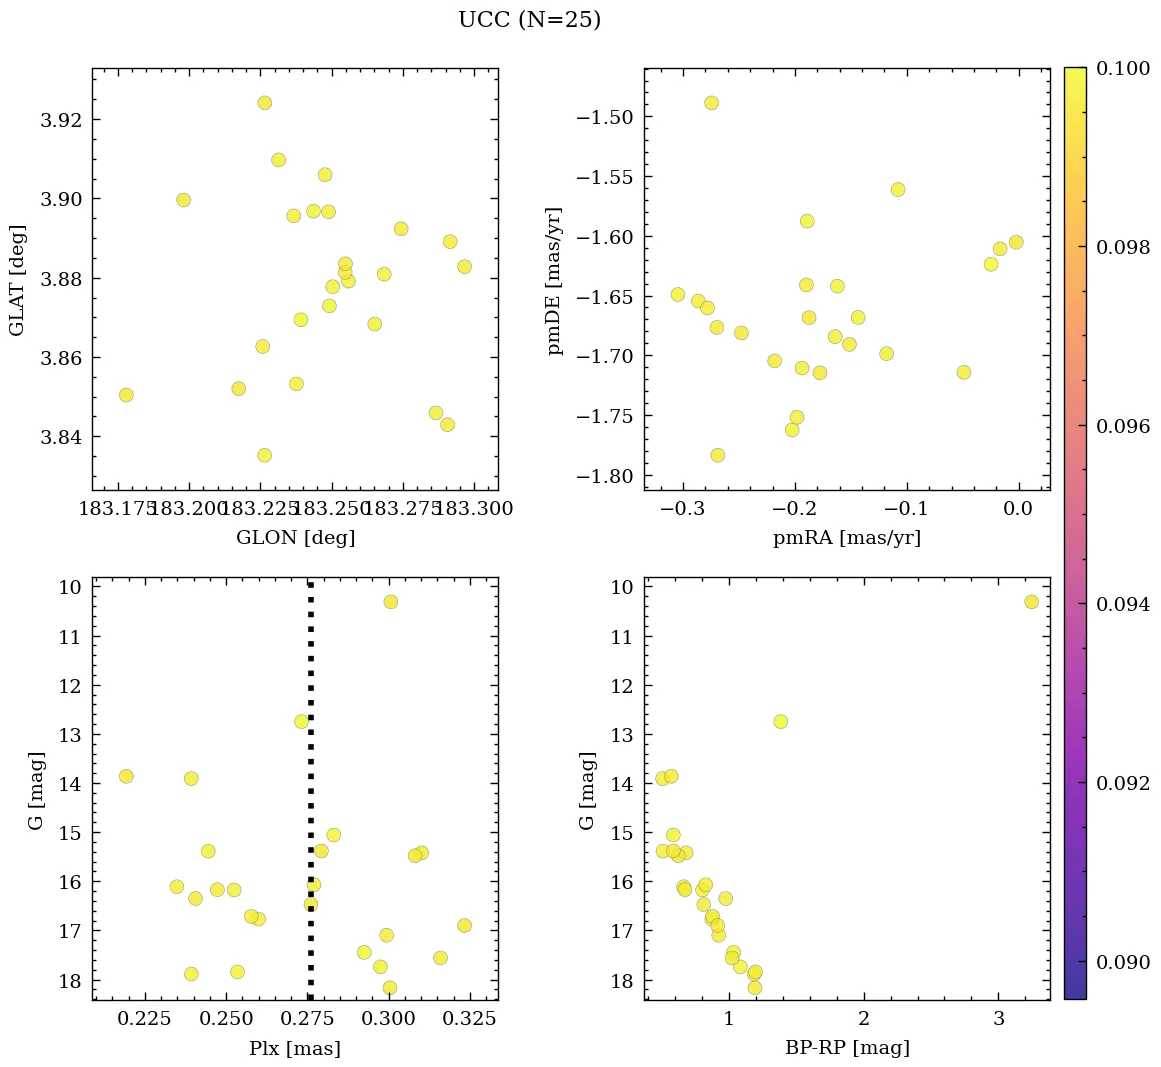 UCC (N=25)
3.92
3.90
3.88
3.86
3.84
GLAT [deg]
183.175 183.200 183.225 183.250 183.275 183.300
GLON [deg]
−1.50
−1.55
−1.60
−1.65
−1.70
−1.75
−1.80
pmDE [mas/yr]
−0.3 −0.2 −0.1 0.0
pmRA [mas/yr]
0.100
0.098
0.096
0.094
0.092
0.090
10
11
12
13
14
15
16
17
18
G [mag]
0.225 0.250 0.275 0.300 0.325
Plx [mas]
10
11
12
13
14
15
16
17
18
G [mag]
1 2 3
BP-RP [mag]